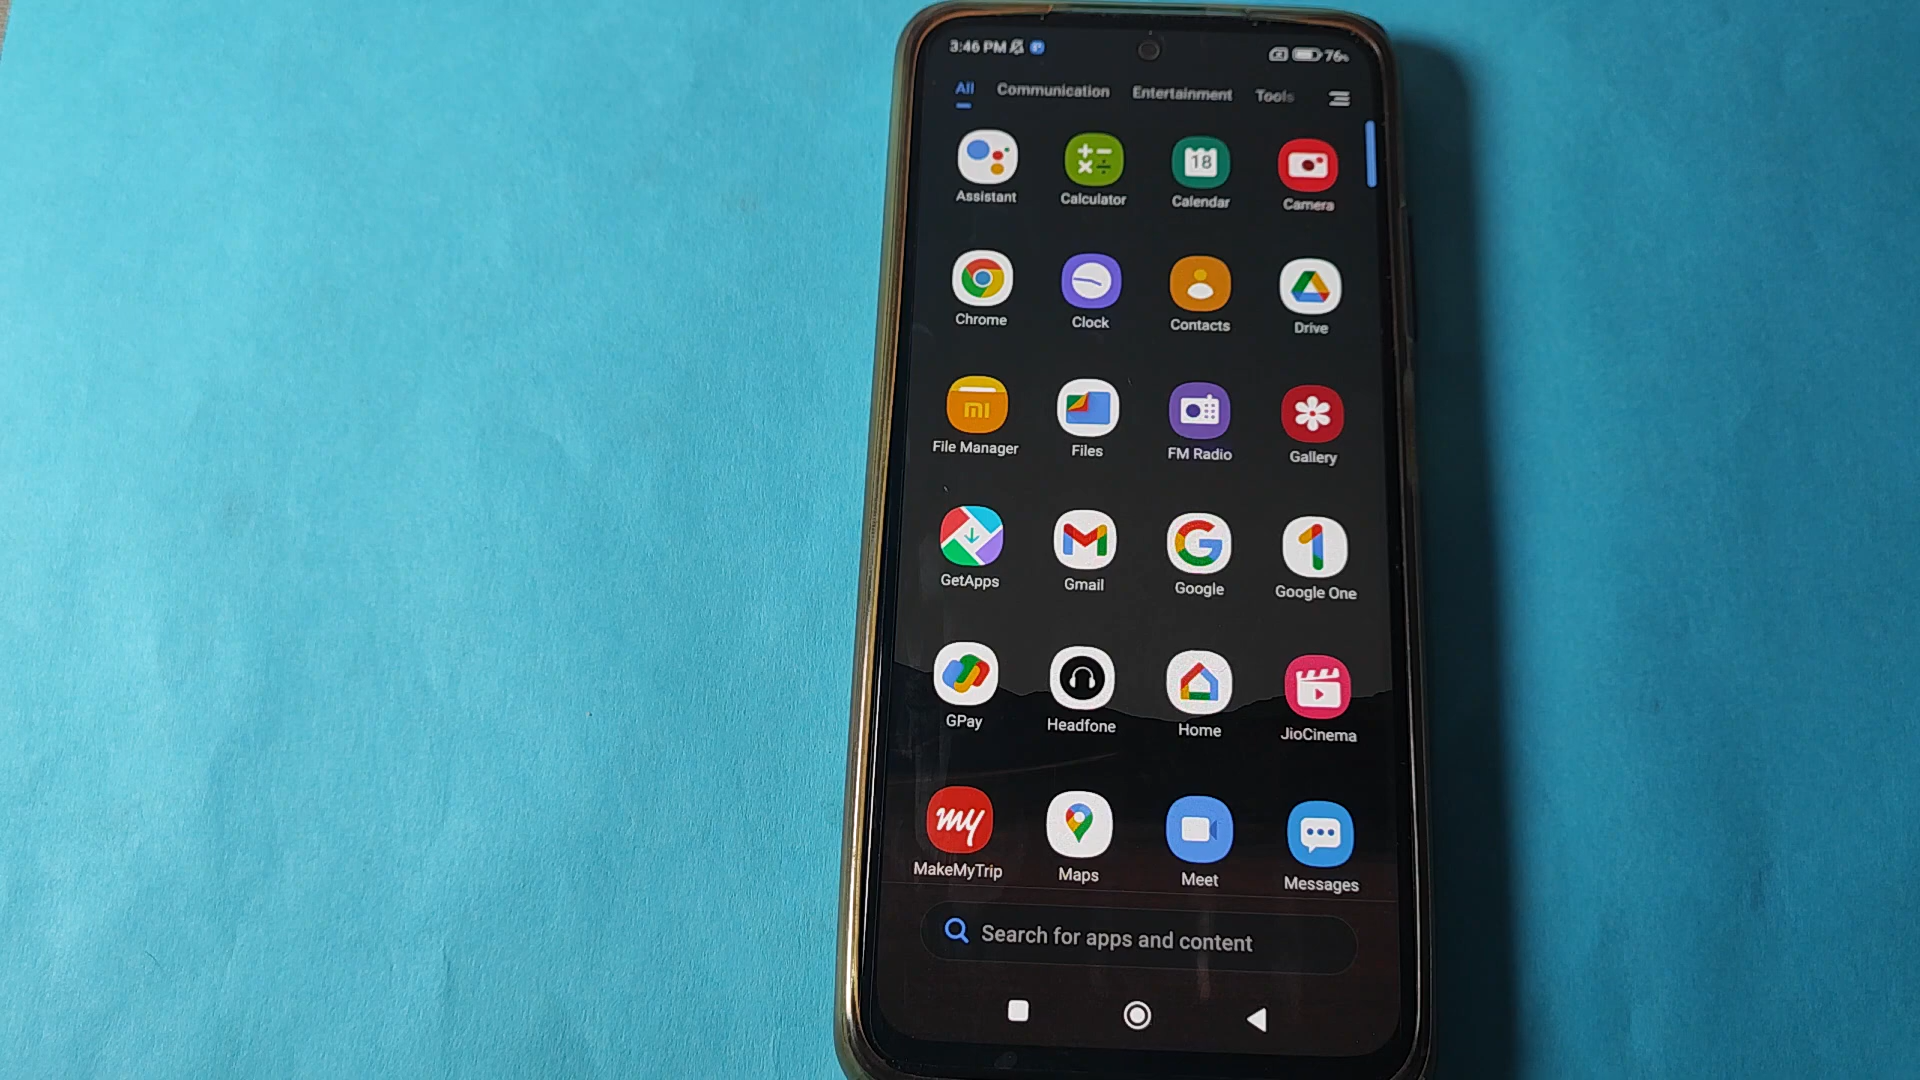 3:46 PM 76%
All Communication Entertainment Tools
18
Assistant Calculator Calendar Camera
Chrome Clock Contacts Drive
mi
File Manager Files FM Radio Gallery
GetApps Gmail Google Google One
GPay Headfone Home JioCinema
my
MakeMyTrip Maps Meet Messages
Search for apps and content